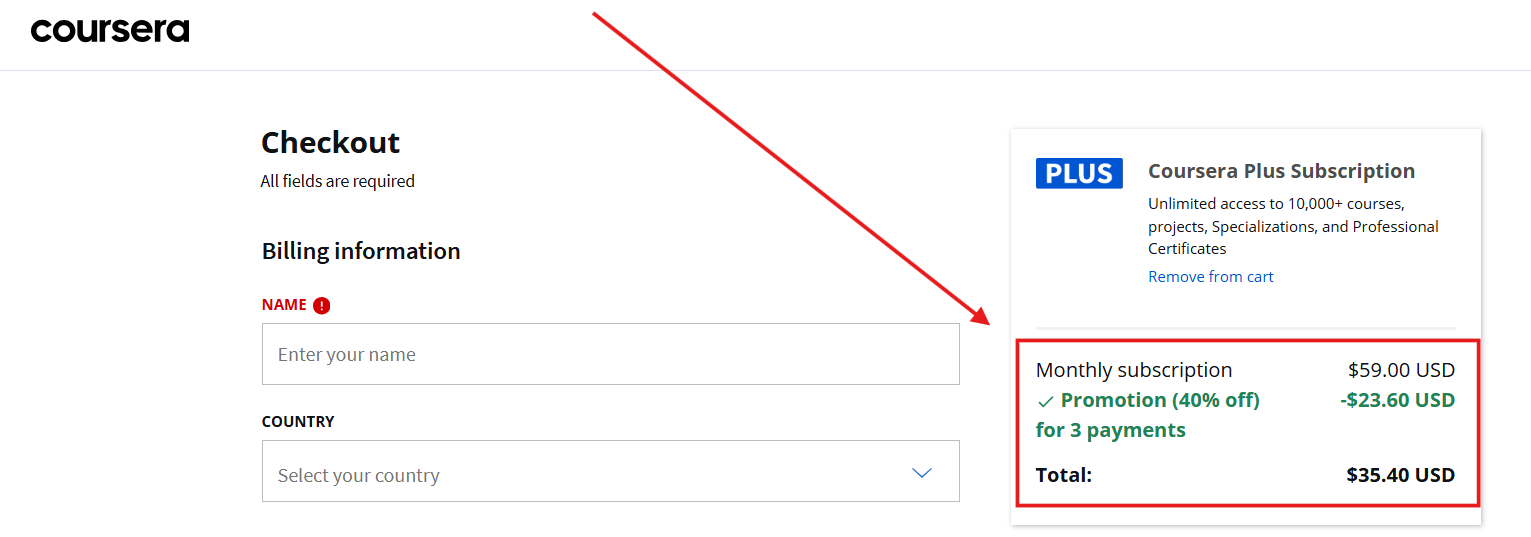 coursera
Checkout
All fields are required
Billing information
NAME
Enter your name
COUNTRY
Select your country
PLUS
Coursera Plus Subscription
Unlimited access to 10,000+ courses,
projects, Specializations, and Professional
Certificates
Remove from cart
Monthly subscription $59.00 USD
✓ Promotion (40% off) -$23.60 USD
for 3 payments
Total: $35.40 USD